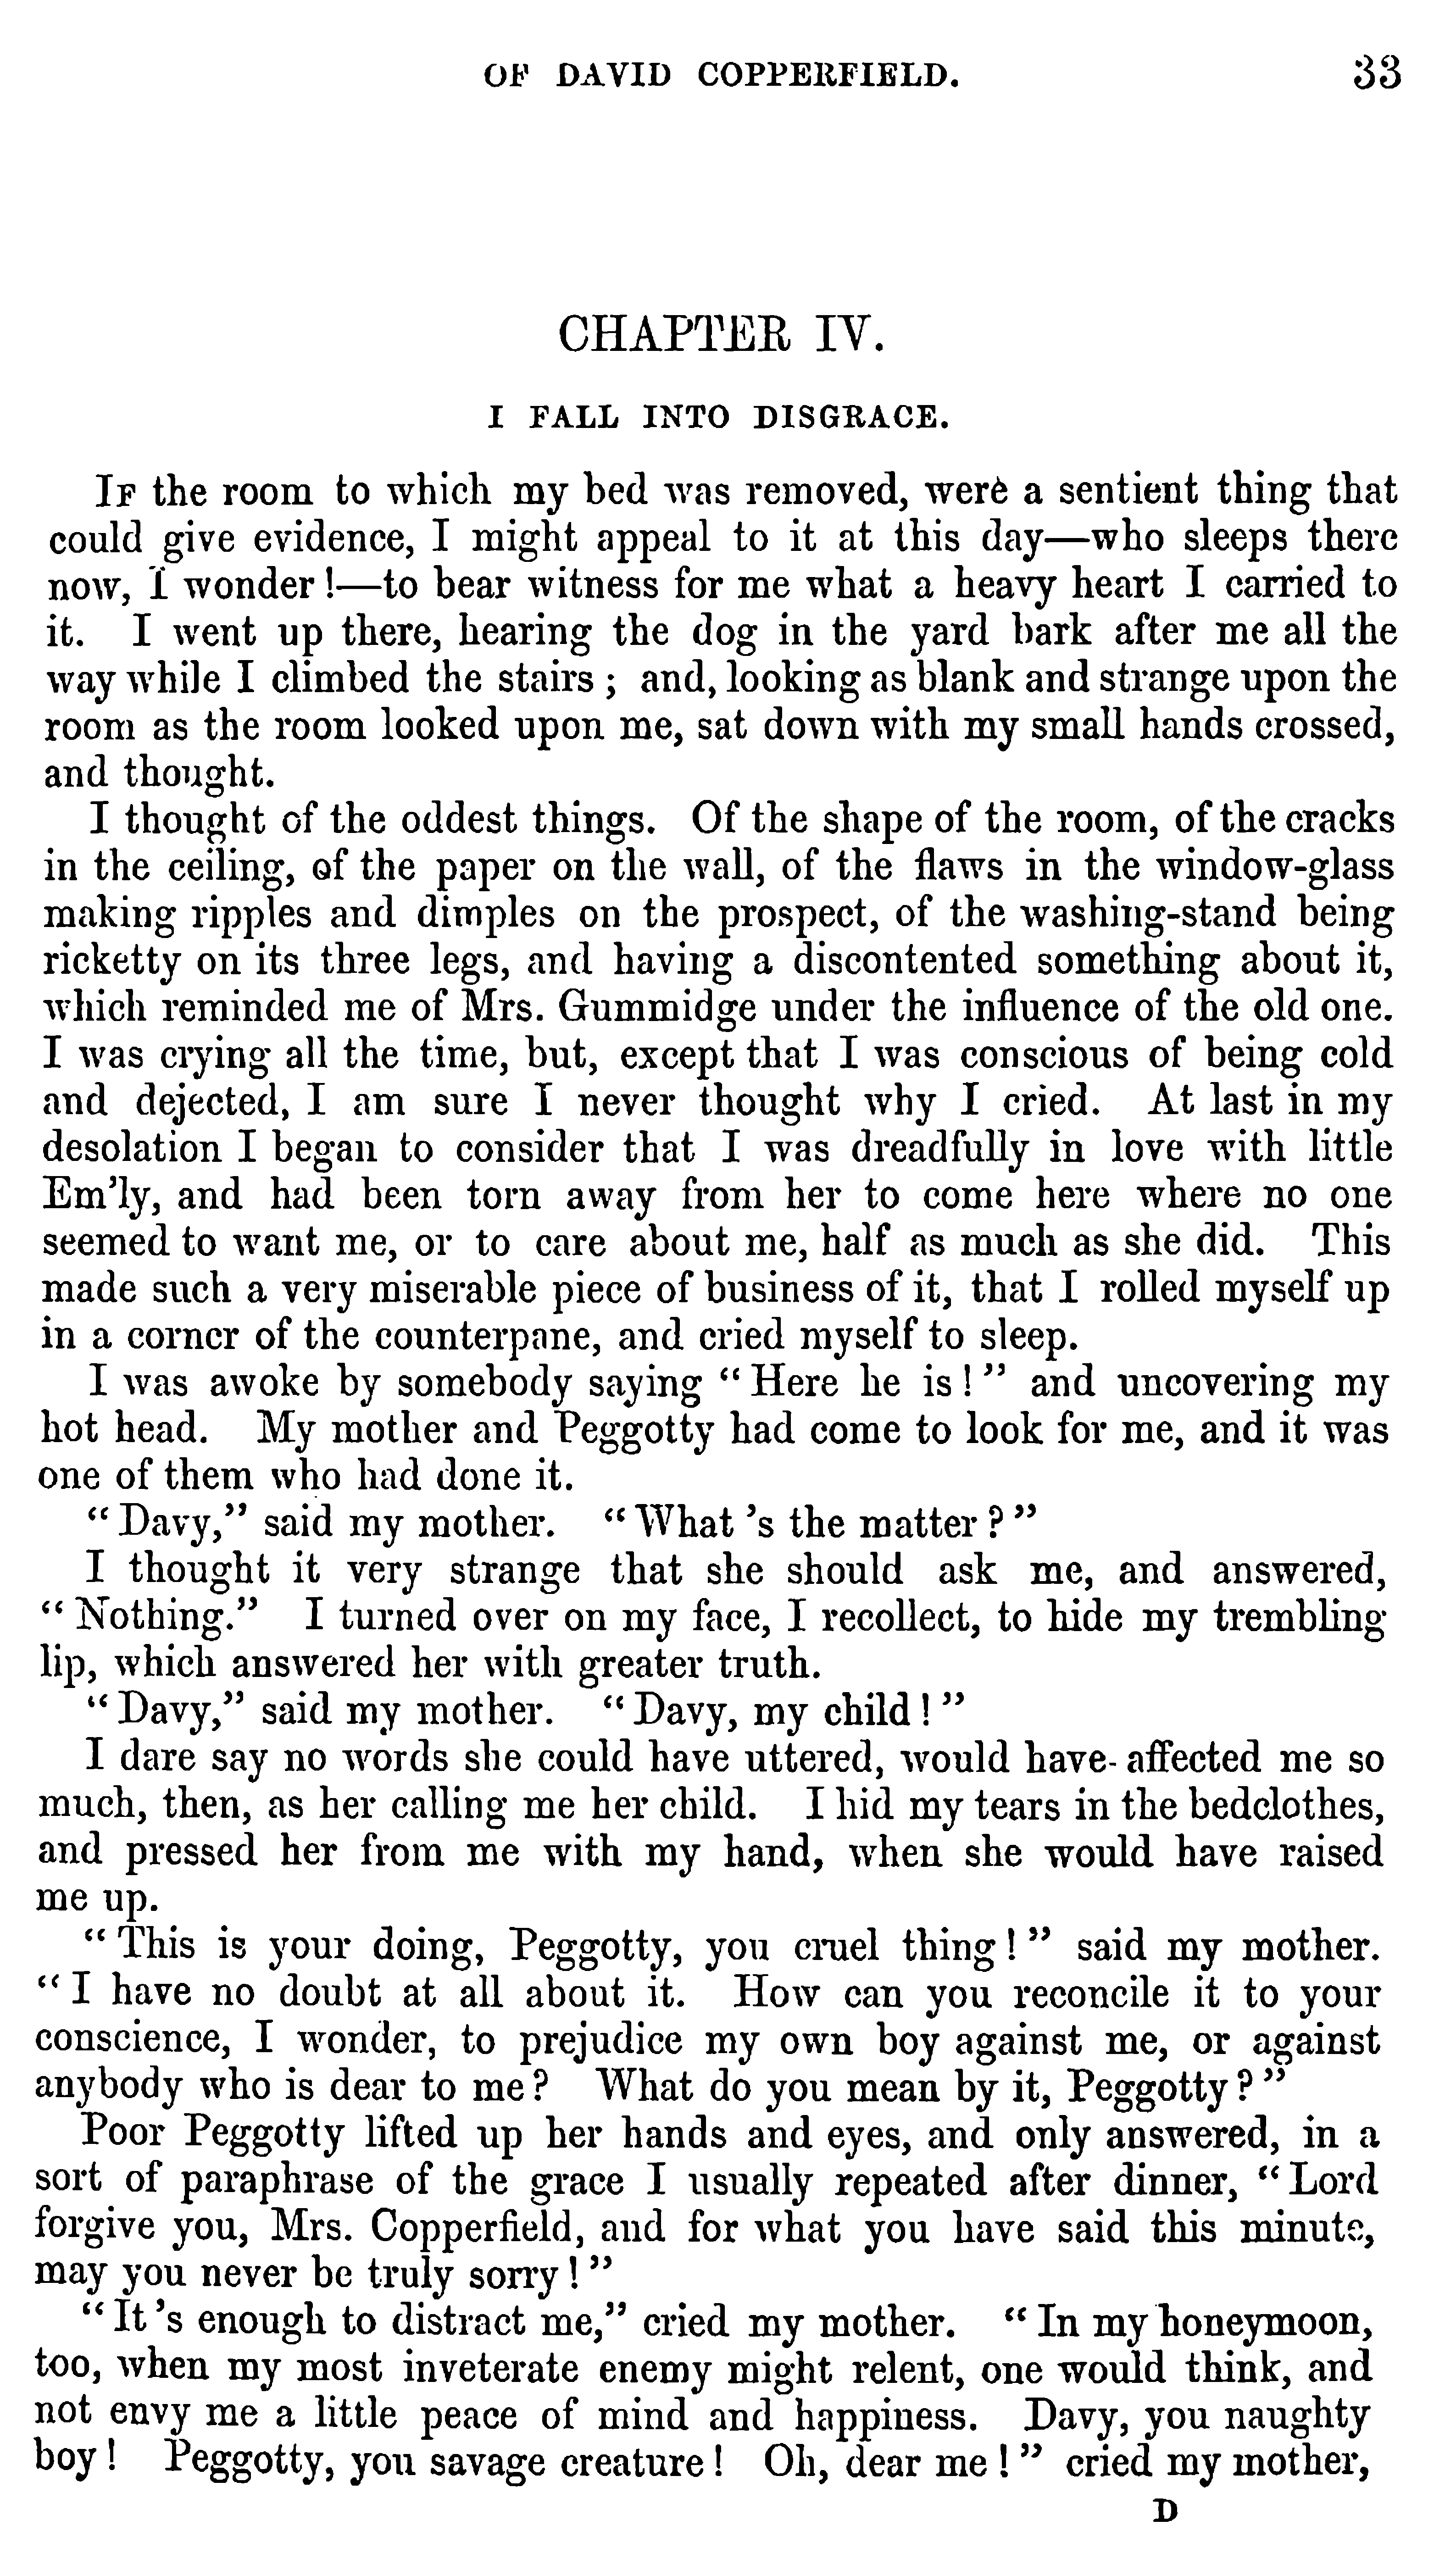 OF DAVID COPPERFIELD. 33
CHAPTER IV.
I FALL INTO DISGRACE.
IF the room to which my bed was removed, were a sentient thing that
could give evidence, I might appeal to it at this day—who sleeps there
now, I wonder!—to bear witness for me what a heavy heart I carried to
it. I went up there, hearing the dog in the yard bark after me all the
way while I climbed the stairs; and, looking as blank and strange upon the
room as the room looked upon me, sat down with my small hands crossed,
and thought.
I thought of the oddest things. Of the shape of the room, of the cracks
in the ceiling, of the paper on the wall, of the flaws in the window-glass
making ripples and dimples on the prospect, of the washing-stand being
ricketty on its three legs, and having a discontented something about it,
which reminded me of Mrs. Gummidge under the influence of the old one.
I was crying all the time, but, except that I was conscious of being cold
and dejected, I am sure I never thought why I cried. At last in my
desolation I began to consider that I was dreadfully in love with little
Em'ly, and had been torn away from her to come here where no one
seemed to want me, or to care about me, half as much as she did. This
made such a very miserable piece of business of it, that I rolled myself up
in a corner of the counterpane, and cried myself to sleep.
I was awoke by somebody saying "Here he is!" and uncovering my
hot head. My mother and Peggotty had come to look for me, and it was
one of them who had done it.
"Davy," said my mother. "What 's the matter?"
I thought it very strange that she should ask me, and answered,
"Nothing." I turned over on my face, I recollect, to hide my trembling
lip, which answered her with greater truth.
"Davy," said my mother. "Davy, my child!"
I dare say no words she could have uttered, would have affected me so
much, then, as her calling me her child. I hid my tears in the bedclothes,
and pressed her from me with my hand, when she would have raised
me up.
"This is your doing, Peggotty, you cruel thing!" said my mother.
"I have no doubt at all about it. How can you reconcile it to your
conscience, I wonder, to prejudice my own boy against me, or against
anybody who is dear to me? What do you mean by it, Peggotty?"
Poor Peggotty lifted up her hands and eyes, and only answered, in a
sort of paraphrase of the grace I usually repeated after dinner, "Lord
forgive you, Mrs. Copperfield, and for what you have said this minute,
may you never be truly sorry!"
"It 's enough to distract me," cried my mother. "In my honeymoon,
too, when my most inveterate enemy might relent, one would think, and
not envy me a little peace of mind and happiness. Davy, you naughty
boy! Peggotty, you savage creature! Oh, dear me!" cried my mother,
D